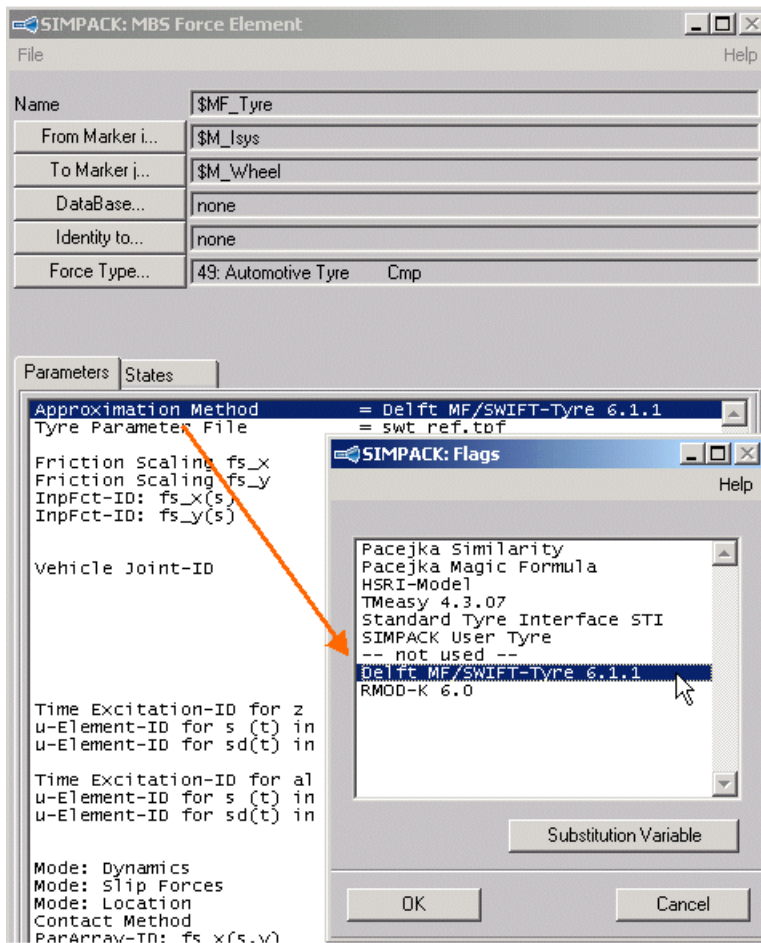 SIMPACK: MBS Force Element
File Help
Name $MF_Tyre
From Marker i... $M_Isys
To Marker j... $M_Wheel
DataBase... none
Identity to... none
Force Type... 49: Automotive Tyre Cmp
Parameters States
Approximation Method = Delft MF/SWIFT-Tyre 6.1.1
Tyre Parameter File = swt_ref.tpf
Friction Scaling fs_x
Friction Scaling fs_y
InpFct-ID: fs_x(s)
InpFct-ID: fs_y(s)
Vehicle Joint-ID
Time Excitation-ID for z
u-Element-ID for s (t) in
u-Element-ID for sd(t) in
Time Excitation-ID for al
u-Element-ID for s (t) in
u-Element-ID for sd(t) in
Mode: Dynamics
Mode: Slip Forces
Mode: Location
Contact Method
ParArray-ID: fs_x(s,y)
SIMPACK: Flags
Help
Pacejka Similarity
Pacejka Magic Formula
HSRI-Model
TMeasy 4.3.07
Standard Tyre Interface STI
SIMPACK User Tyre
-- not used --
Delft MF/SWIFT-Tyre 6.1.1
RMOD-K 6.0
Substitution Variable
OK Cancel